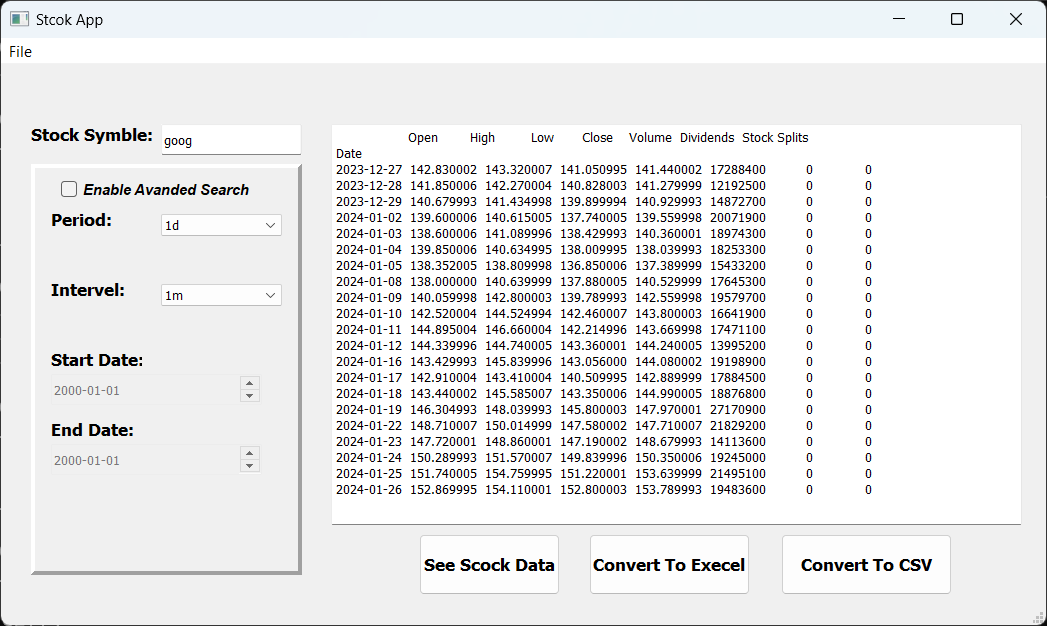 Stcok App
File
Stock Symble: goog
Enable Avanded Search
Period: 1d
Intervel: 1m
Start Date:
2000-01-01
End Date:
2000-01-01
Open High Low Close Volume Dividends Stock Splits
Date
2023-12-27 142.830002 143.320007 141.050995 141.440002 17288400 0 0
2023-12-28 141.850006 142.270004 140.828003 141.279999 12192500 0 0
2023-12-29 140.679993 141.434998 139.899994 140.929993 14872700 0 0
2024-01-02 139.600006 140.615005 137.740005 139.559998 20071900 0 0
2024-01-03 138.600006 141.089996 138.429993 140.360001 18974300 0 0
2024-01-04 139.850006 140.634995 138.009995 138.039993 18253300 0 0
2024-01-05 138.352005 138.809998 136.850006 137.389999 15433200 0 0
2024-01-08 138.000000 140.639999 137.880005 140.529999 17645300 0 0
2024-01-09 140.059998 142.800003 139.789993 142.559998 19579700 0 0
2024-01-10 142.520004 144.524994 142.460007 143.800003 16641900 0 0
2024-01-11 144.895004 146.660004 142.214996 143.669998 17471100 0 0
2024-01-12 144.339996 144.740005 143.360001 144.240005 13995200 0 0
2024-01-16 143.429993 145.839996 143.056000 144.080002 19198900 0 0
2024-01-17 142.910004 143.410004 140.509995 142.889999 17884500 0 0
2024-01-18 143.440002 145.585007 143.350006 144.990005 18876800 0 0
2024-01-19 146.304993 148.039993 145.800003 147.970001 27170900 0 0
2024-01-22 148.710007 150.014999 147.580002 147.710007 21829200 0 0
2024-01-23 147.720001 148.860001 147.190002 148.679993 14113600 0 0
2024-01-24 150.289993 151.570007 149.839996 150.350006 19245000 0 0
2024-01-25 151.740005 154.759995 151.220001 153.639999 21495100 0 0
2024-01-26 152.869995 154.110001 152.800003 153.789993 19483600 0 0
See Scock Data Convert To Execel Convert To CSV